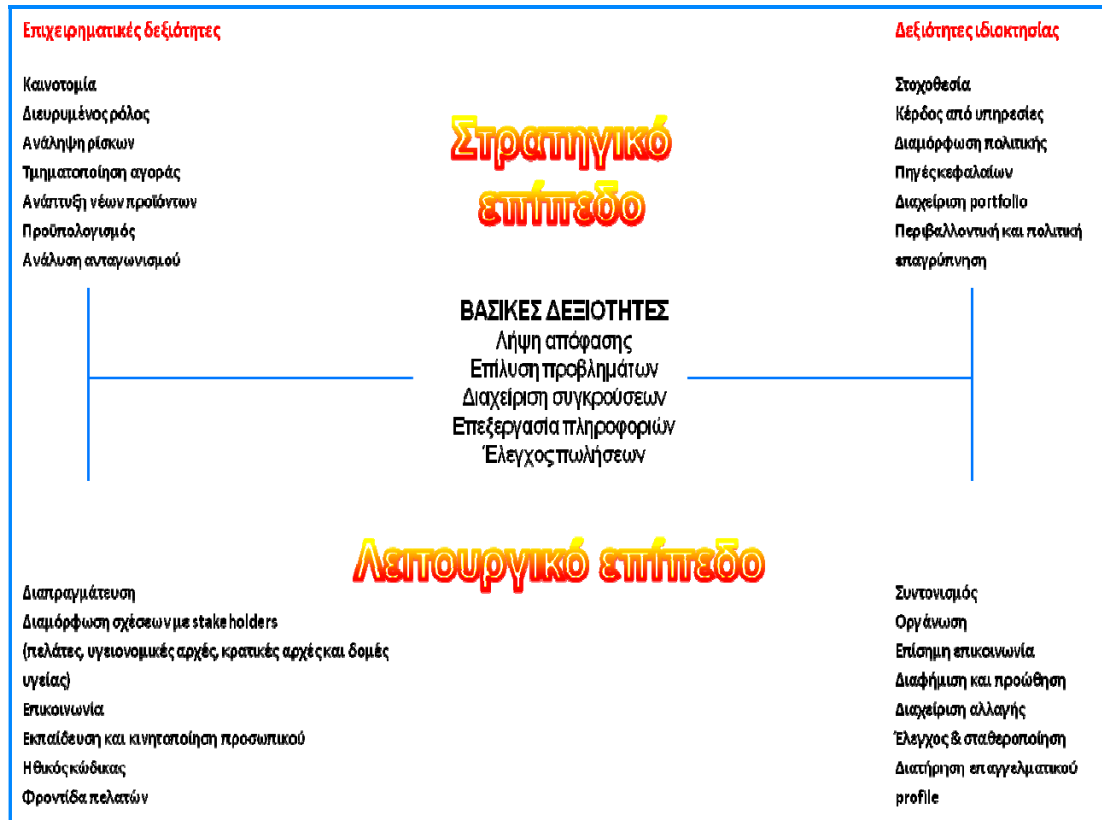 Επιχειρηματικές δεξιότητες
Καινοτομία
Διευρυμένος ρόλος
Ανάληψη ρίσκων
Τμηματοποίηση αγοράς
Ανάπτυξη νέων προϊόντων
Προϋπολογισμός
Ανάλυση ανταγωνισμού
Στρατηγικό
επίπεδο
Δεξιότητες ιδιοκτησίας
Στοχοθεσία
Κέρδος από υπηρεσίες
Διαμόρφωση πολιτικής
Πηγές κεφαλαίων
Διαχείριση portfolio
Περιβαλλοντική και πολιτική
επαγρύπνηση
ΒΑΣΙΚΕΣ ΔΕΞΙΟΤΗΤΕΣ
Λήψη απόφασης
Επίλυση προβλημάτων
Διαχείριση συγκρούσεων
Επεξεργασία πληροφοριών
Έλεγχος πωλήσεων
Λειτουργικό επίπεδο
Διαπραγμάτευση
Διαμόρφωση σχέσεων με stakeholders
(πελάτες, υγειονομικές αρχές, κρατικές αρχές και δομές
υγείας)
Επικοινωνία
Εκπαίδευση και κινητοποίηση προσωπικού
Ηθικός κώδικας
Φροντίδα πελατών
Συντονισμός
Οργάνωση
Επίσημη επικοινωνία
Διαφήμιση και προώθηση
Διαχείριση αλλαγής
Έλεγχος & σταθεροποίηση
Διατήρηση επαγγελματικού
profile